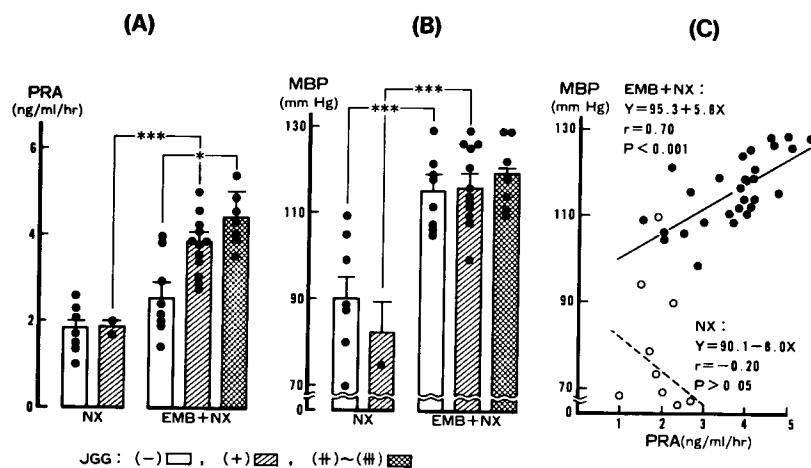 (A)
PRA
(ng/ml/hr)
6
4
2
0
***
*
NX
EMB+NX
(B)
MBP
(mm Hg)
130
110
90
70
0
***
***
NX
EMB+NX
(C)
MBP
(mm Hg)
130
110
90
70
0
EMB+NX:
Y=95.3+5.8X
r=0.70
P<0.001
NX:
Y=90.1-8.0X
r=-0.20
P>0.05
0 1 2 3 4 5
PRA(ng/ml/hr)
JGG: (-) , (+) , (++)~(+++)